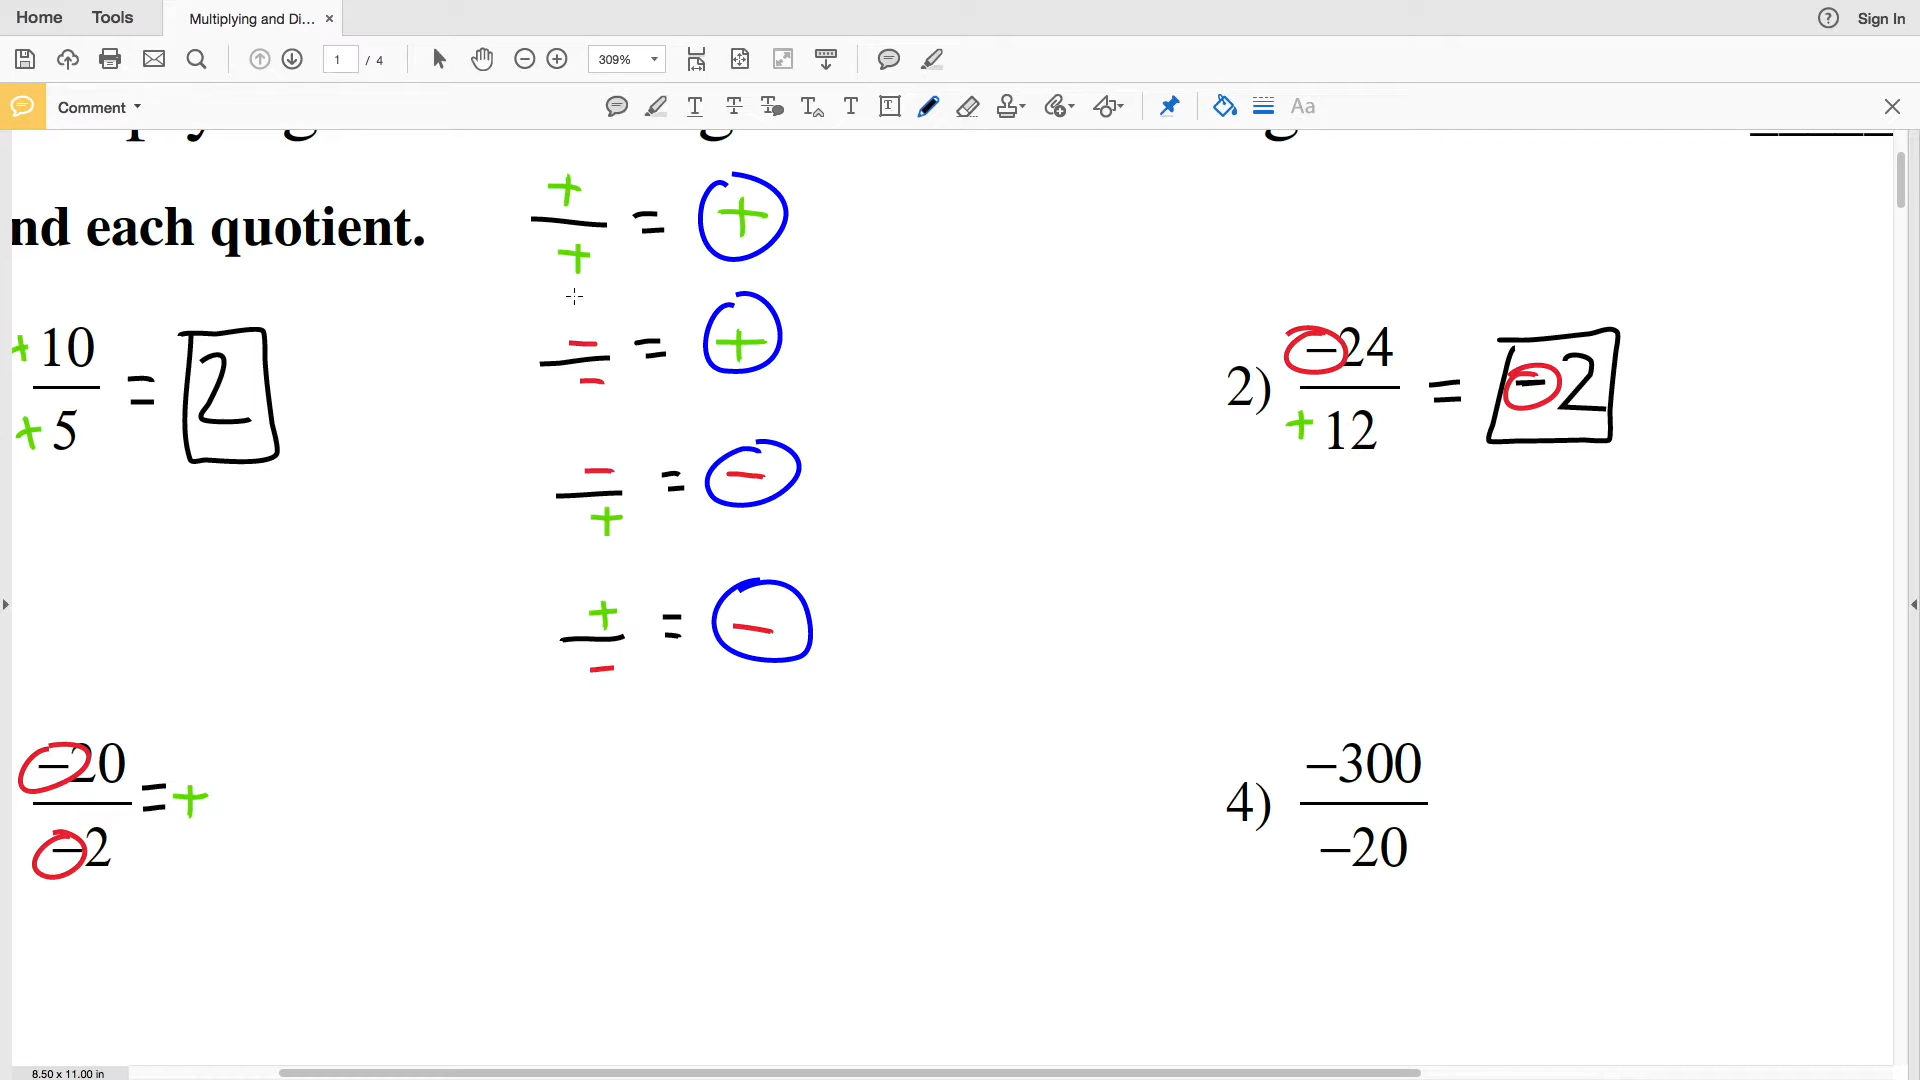 Home Tools Multiplying and Di... × ? Sign In
1 / 4 309%
Comment Aa
nd each quotient.
+/+ = +
-/- = +
-/+ = -
+/- = -
+10/+5 = 2
2) −24/+12 = -2
−20/−2 = +
4) −300/−20
8.50 x 11.00 in